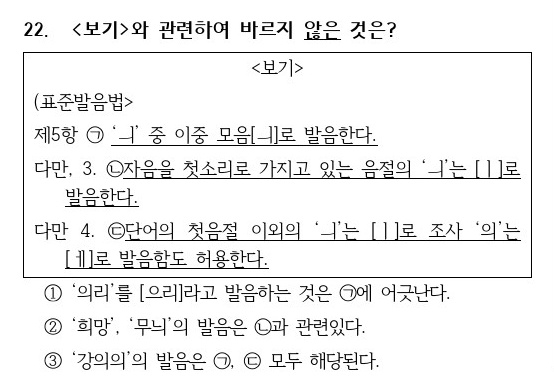 22. <보기>와 관련하여 바르지 않은 것은?
<보기>
(표준발음법>
제5항 ㉠ ‘ㅢ’ 중 이중 모음[ㅢ]로 발음한다.
다만, 3. ㉡자음을 첫소리로 가지고 있는 음절의 ‘ㅢ’는 [ㅣ]로
발음한다.
다만 4. ㉢단어의 첫음절 이외의 ‘ㅢ’는 [ㅣ]로 조사 ‘의’는
[ㅔ]로 발음함도 허용한다.
① ‘의리’를 [으리]라고 발음하는 것은 ㉠에 어긋난다.
② ‘희망’, ‘무늬’의 발음은 ㉡과 관련있다.
③ ‘강의의’의 발음은 ㉠, ㉢ 모두 해당된다.